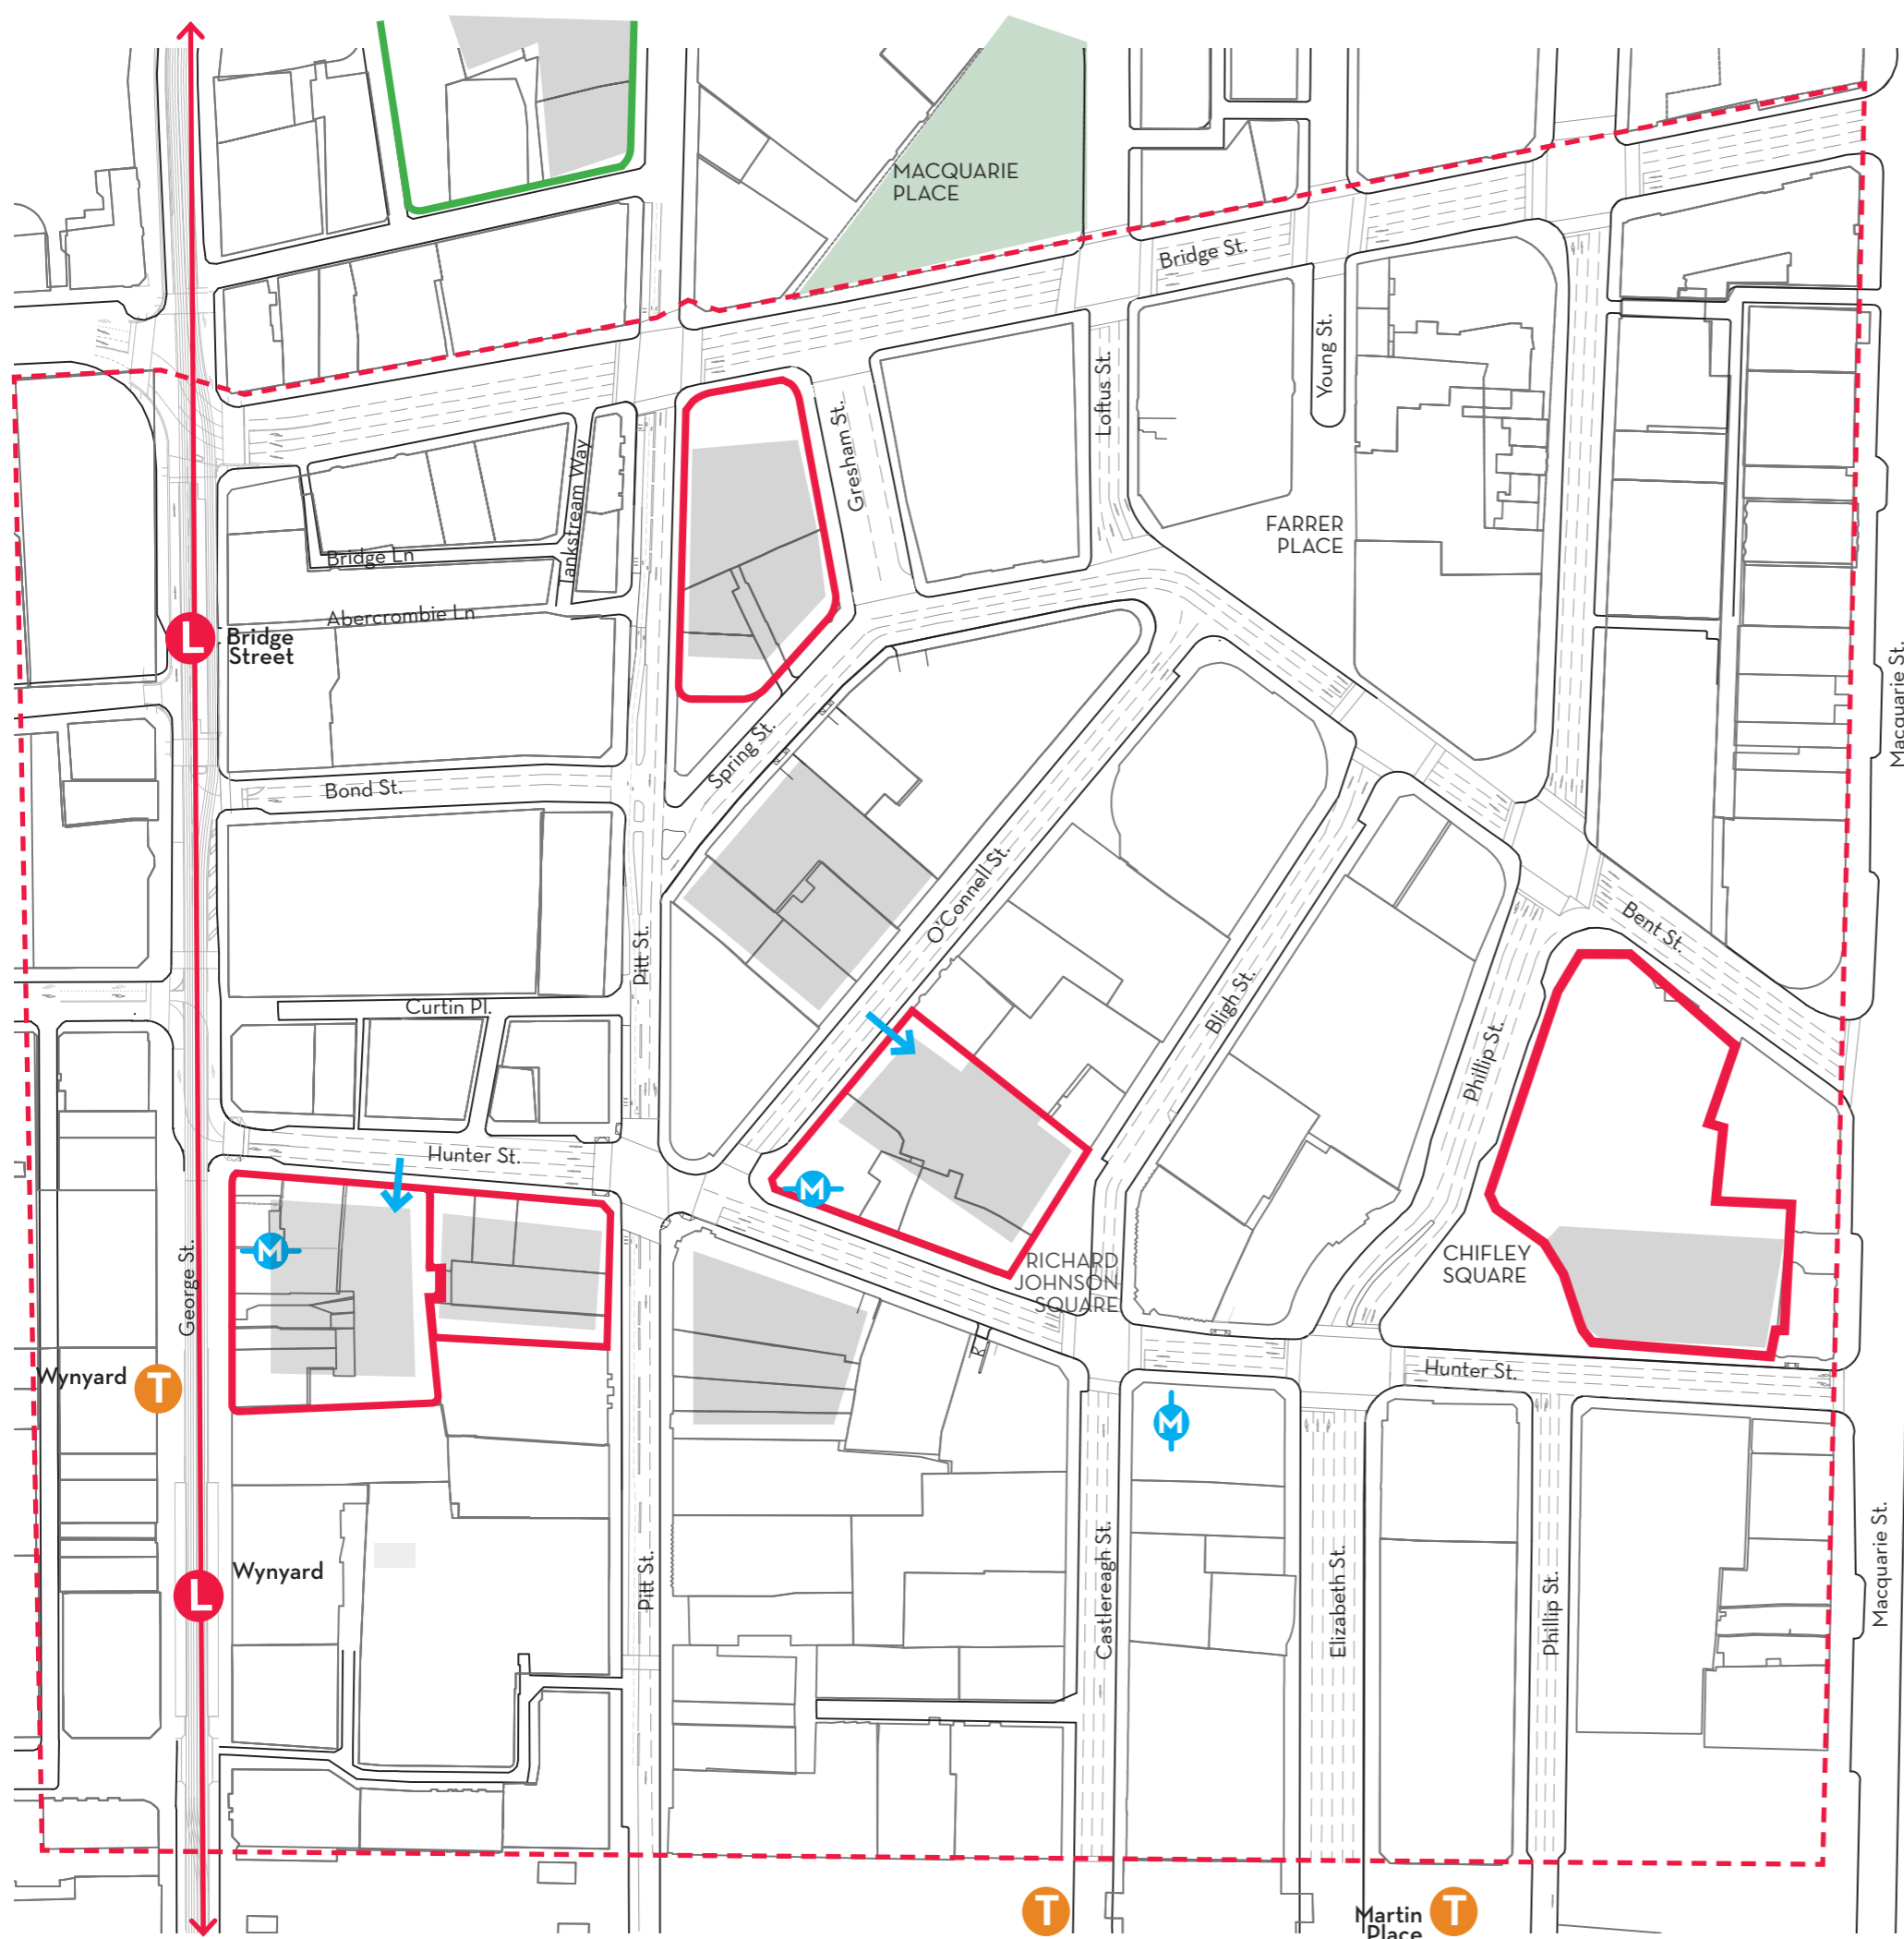 MACQUARIE
PLACE
Bridge St.
Young St.
Loftus St.
Gresham St.
Tankstream Way
FARRER
PLACE
Bridge Ln
Abercrombie Ln
L
Bridge
Street
Macquarie St.
Spring St.
Bond St.
O'Connell St.
Pitt St.
Bent St.
Curtin Pl.
Bligh St.
Phillip St.
Hunter St.
M
M
George St.
RICHARD
JOHNSON
SQUARE
CHIFLEY
SQUARE
Wynyard
T
Hunter St.
M
Wynyard
L
Pitt St.
Castlereagh St.
Elizabeth St.
Phillip St.
Macquarie St.
T
Martin
Place
T